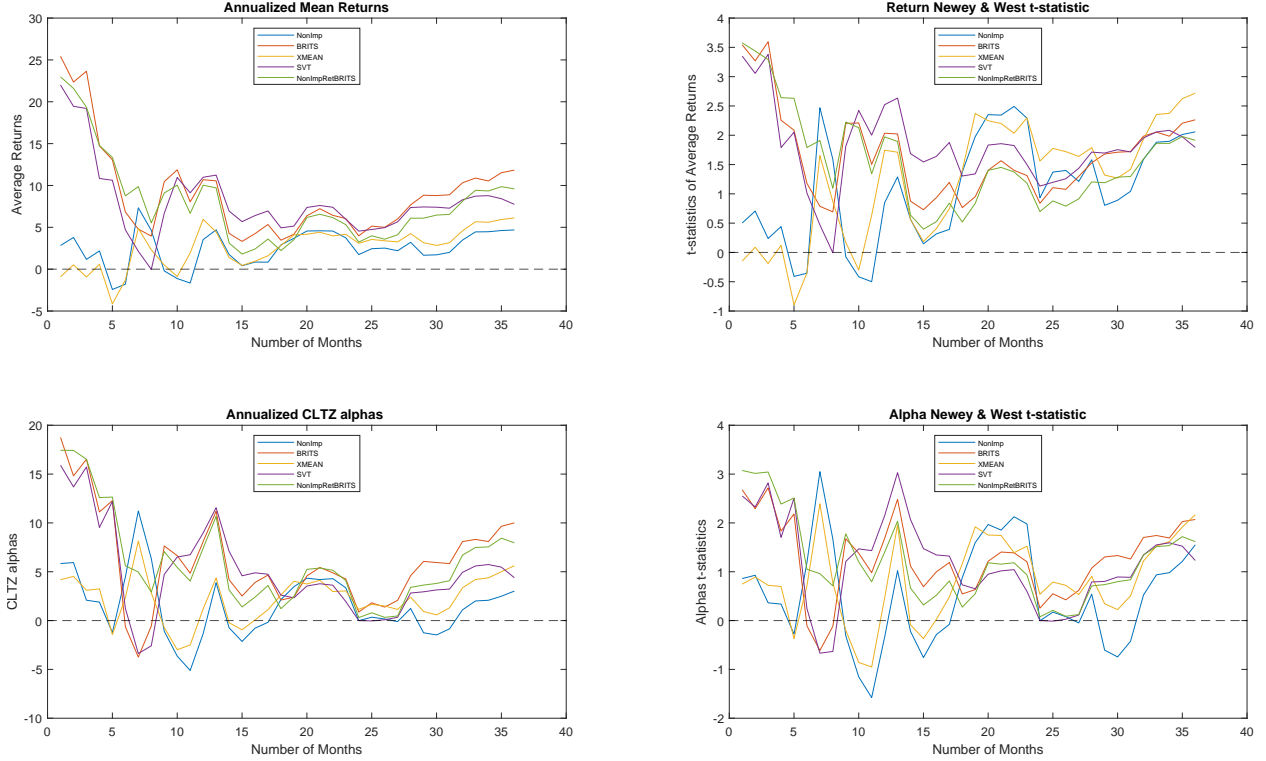 Annualized Mean Returns
30
25
20
15
10
5
0
-5
0 5 10 15 20 25 30 35 40
Average Returns
Number of Months
NonImp
BRITS
XMEAN
SVT
NonImpRetBRITS
Return Newey & West t-statistic
4
3.5
3
2.5
2
1.5
1
0.5
0
-0.5
-1
0 5 10 15 20 25 30 35 40
t-statistics of Average Returns
Number of Months
NonImp
BRITS
XMEAN
SVT
NonImpRetBRITS
Annualized CLTZ alphas
20
15
10
5
0
-5
-10
0 5 10 15 20 25 30 35 40
CLTZ alphas
Number of Months
NonImp
BRITS
XMEAN
SVT
NonImpRetBRITS
Alpha Newey & West t-statistic
4
3
2
1
0
-1
-2
0 5 10 15 20 25 30 35 40
Alphas t-statistics
Number of Months
NonImp
BRITS
XMEAN
SVT
NonImpRetBRITS